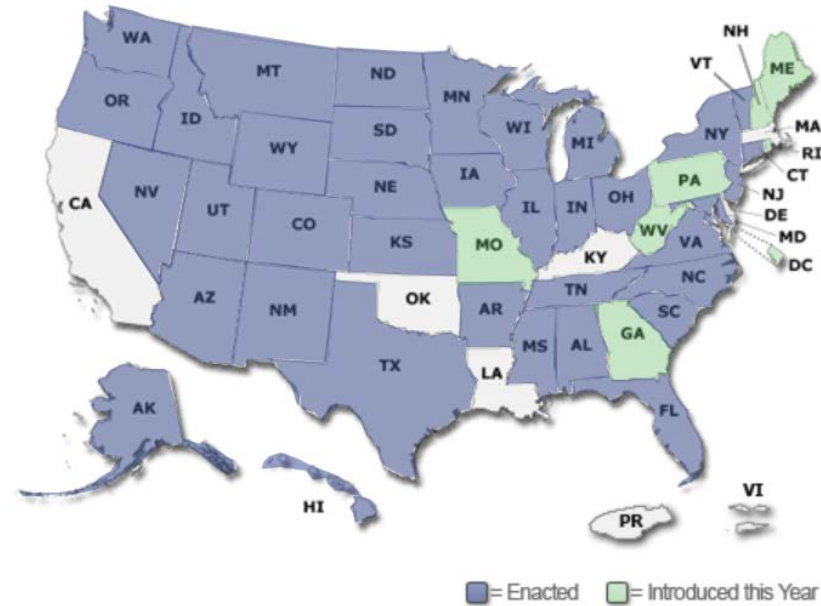 WA
MT
ND
MN
VT
NH
ME
OR
ID
WY
SD
WI
MI
NY
MA
RI
CT
NJ
DE
MD
DC
CA
NV
UT
CO
NE
KS
IA
MO
IL
IN
OH
PA
WV
VA
KY
NC
TN
SC
AZ
NM
OK
AR
TX
LA
MS
AL
GA
FL
AK
HI
PR
VI
= Enacted
= Introduced this Year